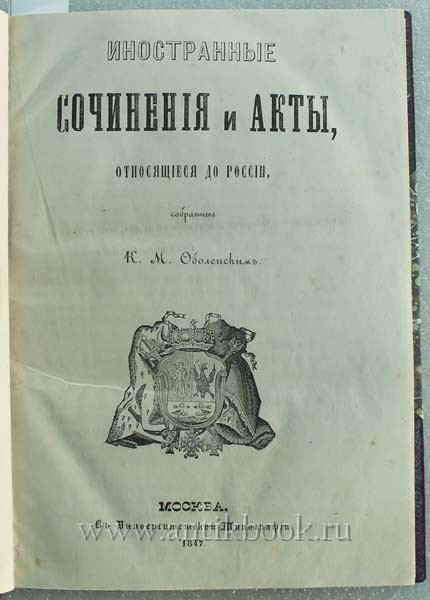 ИНОСТРАННЫЕ
СОЧИНЕНІЯ и АКТЫ,
ОТНОСЯЩІЕСЯ ДО РОССІИ,
собранные
К. М. Оболенскимъ.
МОСКВА.
Въ Университетской Типографіи.
1847.
www.antikbook.ru